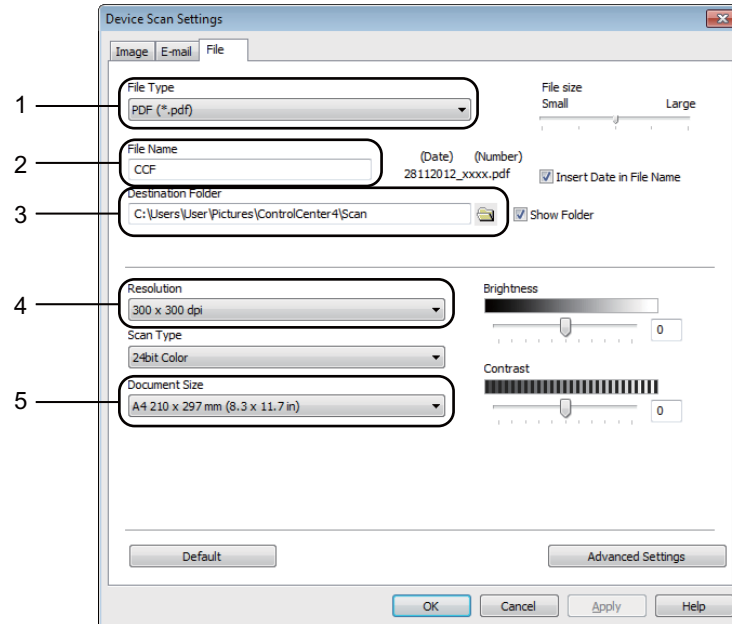 Device Scan Settings
Image E-mail File
File Type
1 PDF (*.pdf)
File size
Small Large
File Name
2 CCF
(Date) (Number)
28112012_xxxx.pdf
Insert Date in File Name
Destination Folder
3 C:\Users\User\Pictures\ControlCenter4\Scan
Show Folder
Resolution
4 300 x 300 dpi
Brightness
0
Scan Type
24bit Color
Contrast
0
Document Size
5 A4 210 x 297 mm (8.3 x 11.7 in)
Default Advanced Settings
OK Cancel Apply Help